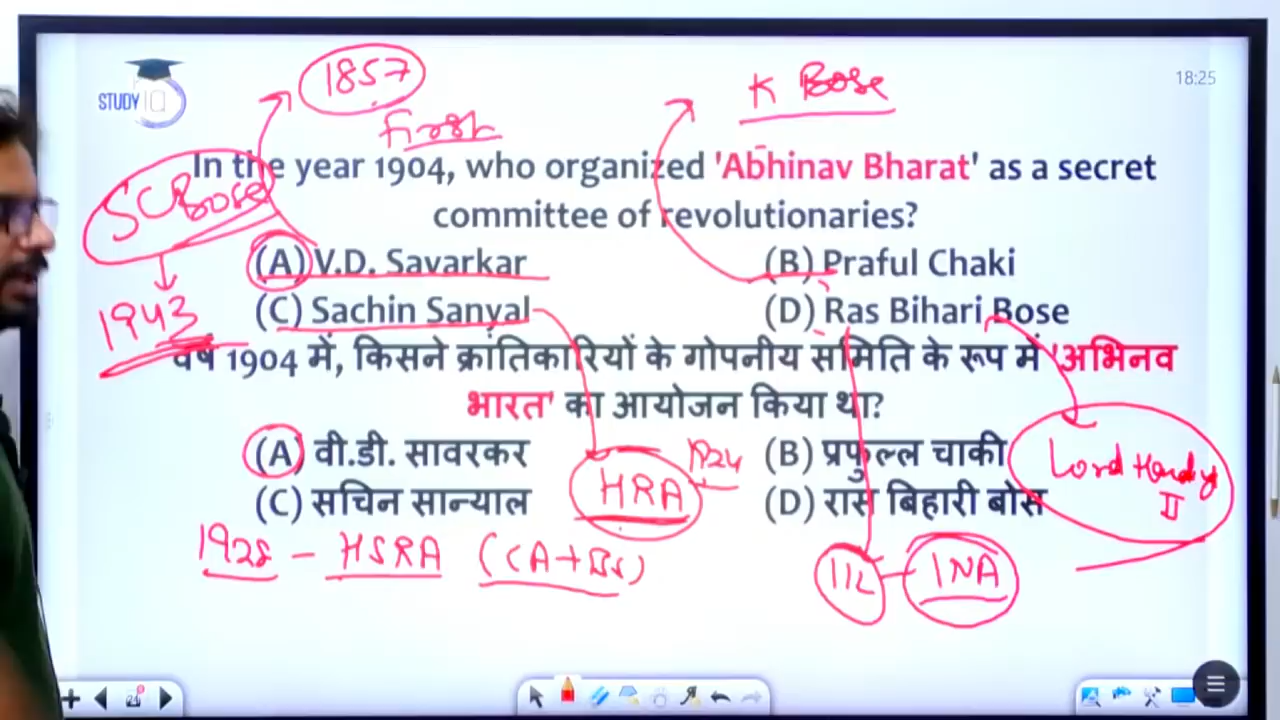 STUDY IQ
18:25
1857
K Bose
First
In the year 1904, who organized 'Abhinav Bharat' as a secret
committee of revolutionaries?
SC Bose
(A) V.D. Savarkar
(B) Praful Chaki
(C) Sachin Sanyal
(D) Ras Bihari Bose
1943
वर्ष 1904 में, किसने क्रांतिकारियों के गोपनीय समिति के रूप में 'अभिनव
भारत' का आयोजन किया था?
(A) वी.डी. सावरकर
(B) प्रफुल्ल चाकी
(C) सचिन सान्याल
(D) रास बिहारी बोस
HRA
1924
Lord
II
1928 - HSRA
INA